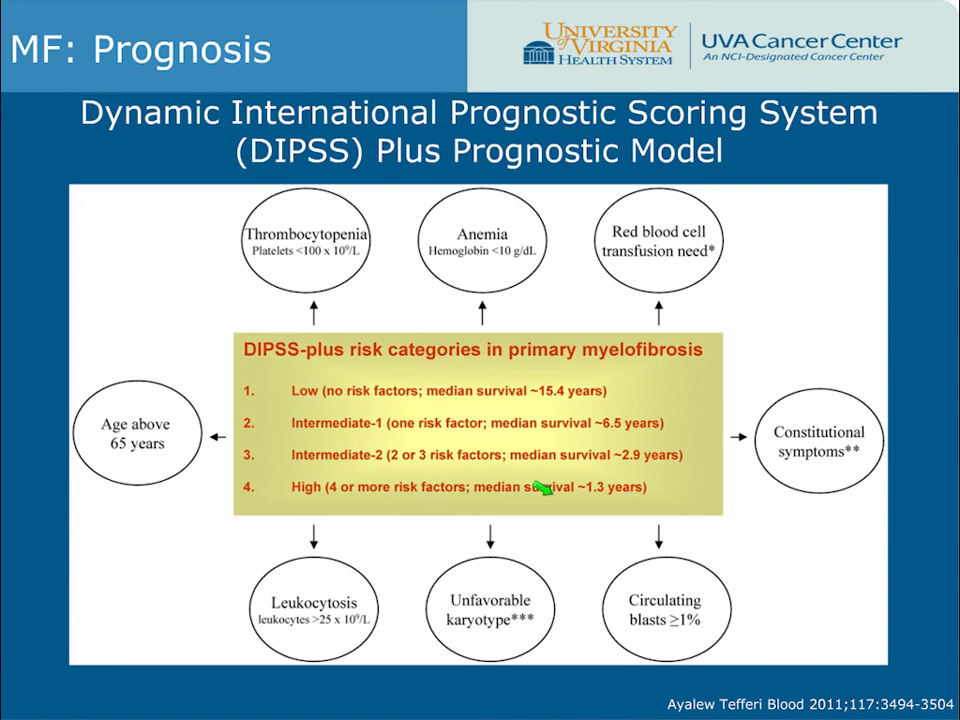 MF: Prognosis
UNIVERSITY
of VIRGINIA
HEALTH SYSTEM
UVA Cancer Center
An NCI-Designated Cancer Center
Dynamic International Prognostic Scoring System
(DIPSS) Plus Prognostic Model
Thrombocytopenia
Platelets <100 x 10⁹/L
Anemia
Hemoglobin <10 g/dL
Red blood cell
transfusion need*
DIPSS-plus risk categories in primary myelofibrosis
1. Low (no risk factors; median survival ~15.4 years)
2. Intermediate-1 (one risk factor; median survival ~6.5 years)
3. Intermediate-2 (2 or 3 risk factors; median survival ~2.9 years)
4. High (4 or more risk factors; median survival ~1.3 years)
Age above
65 years
Constitutional
symptoms**
Leukocytosis
leukocytes >25 x 10⁹/L
Unfavorable
karyotype***
Circulating
blasts ≥1%
Ayalew Tefferi Blood 2011;117:3494-3504